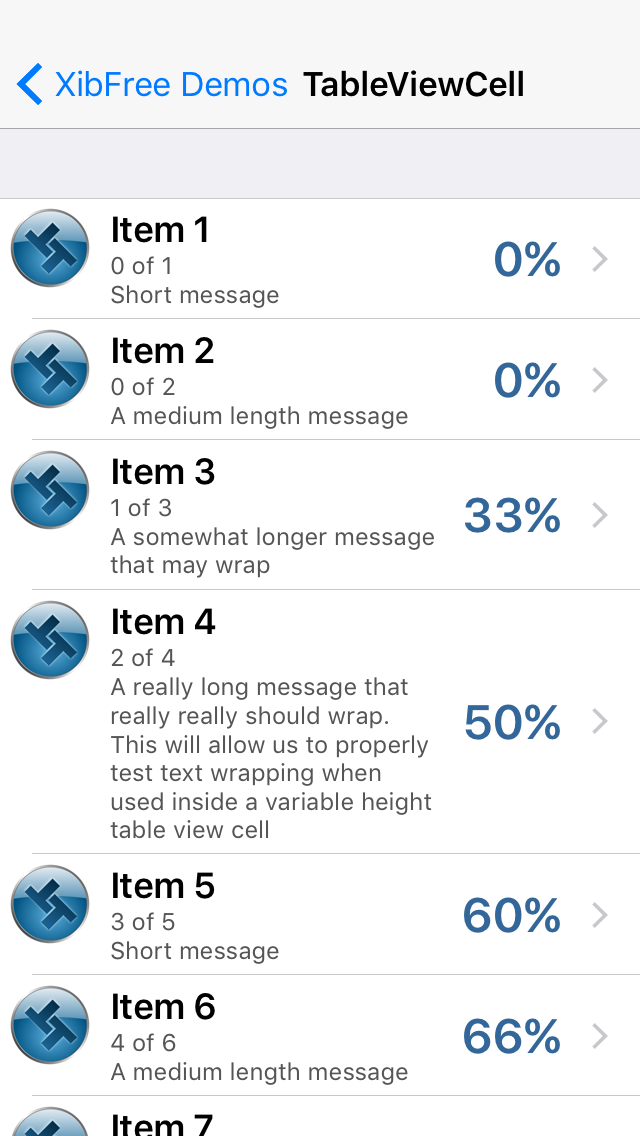 XibFree Demos TableViewCell
Item 1
0 of 1
Short message
0%
Item 2
0 of 2
A medium length message
0%
Item 3
1 of 3
A somewhat longer message
that may wrap
33%
Item 4
2 of 4
A really long message that
really really should wrap.
This will allow us to properly
test text wrapping when
used inside a variable height
table view cell
50%
Item 5
3 of 5
Short message
60%
Item 6
4 of 6
A medium length message
66%
Item 7